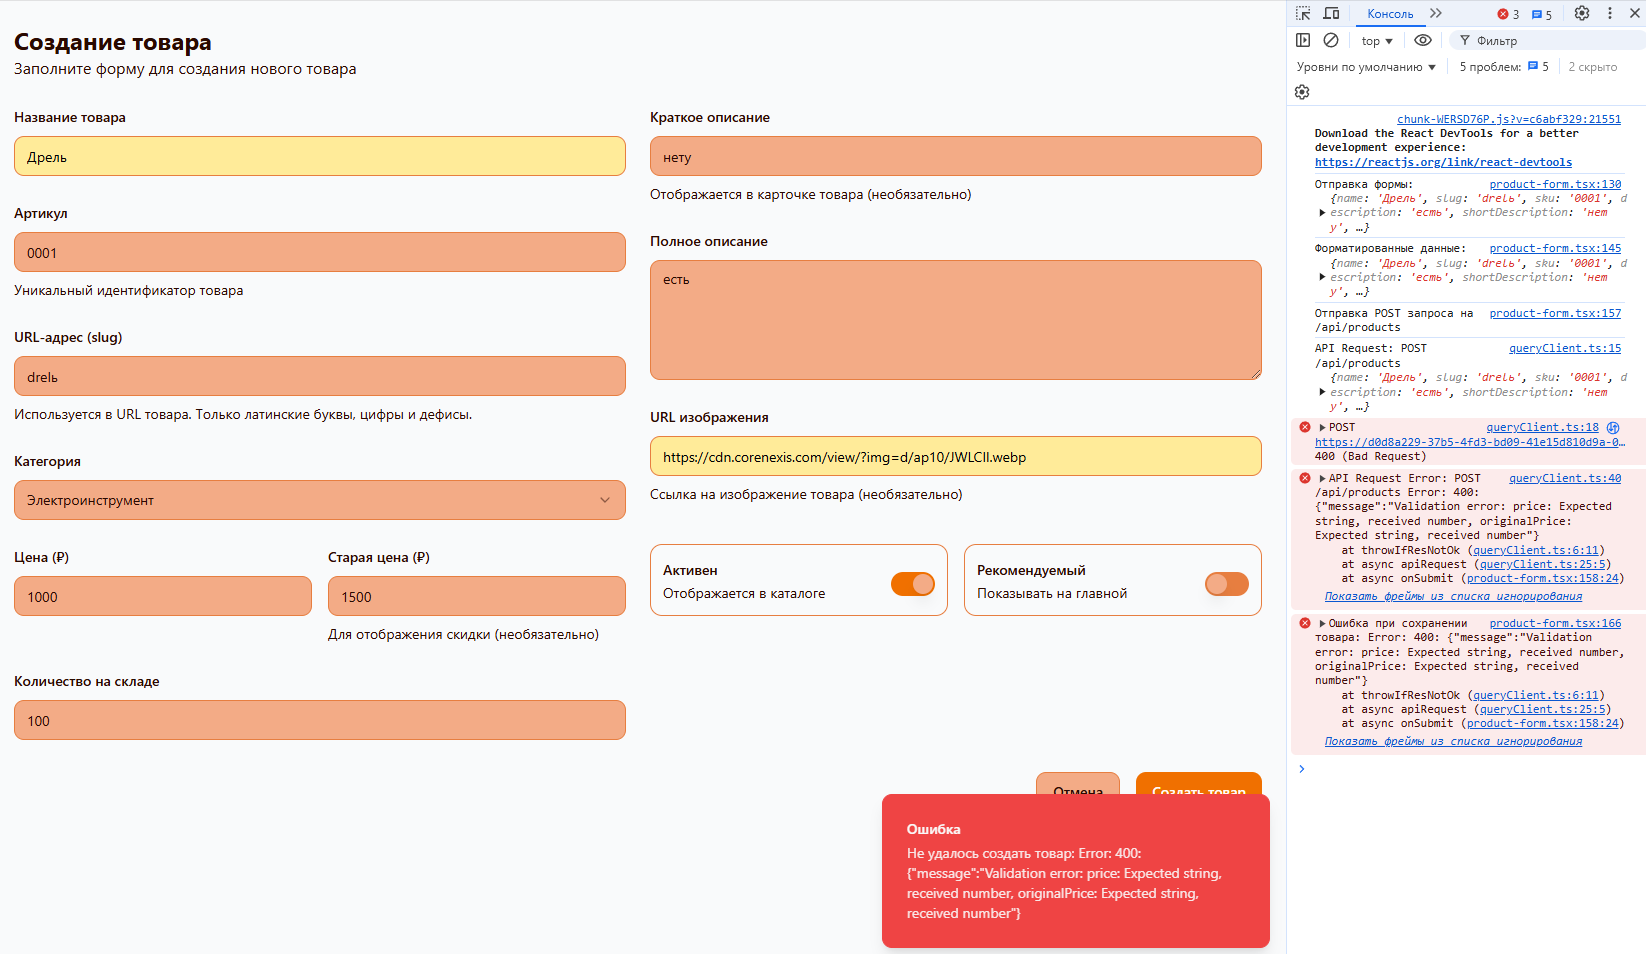 Создание товара
Заполните форму для создания нового товара
Название товара
Дрель
Артикул
0001
Уникальный идентификатор товара
URL-адрес (slug)
drelь
Используется в URL товара. Только латинские буквы, цифры и дефисы.
Категория
Электроинструмент
Цена (₽)
Старая цена (₽)
1000
1500
Для отображения скидки (необязательно)
Количество на складе
100
Краткое описание
нету
Отображается в карточке товара (необязательно)
Полное описание
есть
URL изображения
https://cdn.corenexis.com/view/?img=d/ap10/JWLCIl.webp
Ссылка на изображение товара (необязательно)
Активен
Отображается в каталоге
Рекомендуемый
Показывать на главной
Отмена
Создать товар
Ошибка
Не удалось создать товар: Error: 400:
{"message":"Validation error: price: Expected string,
received number, originalPrice: Expected string,
received number"}
Консоль
3
5
top
Фильтр
Уровни по умолчанию
5 проблем: 5
2 скрыто
chunk-WERSD76P.js?v=c6abf329:21551
Download the React DevTools for a better
development experience:
https://reactjs.org/link/react-devtools
Отправка формы: product-form.tsx:130
{name: 'Дрель', slug: 'drelь', sku: '0001', d
escription: 'есть', shortDescription: 'нет
у', …}
Форматированные данные: product-form.tsx:145
{name: 'Дрель', slug: 'drelь', sku: '0001', d
escription: 'есть', shortDescription: 'нет
у', …}
Отправка POST запроса на product-form.tsx:157
/api/products
API Request: POST queryClient.ts:15
/api/products
{name: 'Дрель', slug: 'drelь', sku: '0001', d
escription: 'есть', shortDescription: 'нет
у', …}
POST queryClient.ts:18
https://d0d8a229-37b5-4fd3-bd09-41e15d810d9a-0…
400 (Bad Request)
API Request Error: POST queryClient.ts:40
/api/products Error: 400:
{"message":"Validation error: price: Expected
string, received number, originalPrice:
Expected string, received number"}
at throwIfResNotOk (queryClient.ts:6:11)
at async apiRequest (queryClient.ts:25:5)
at async onSubmit (product-form.tsx:158:24)
Показать фреймы из списка игнорирования
Ошибка при сохранении product-form.tsx:166
товара: Error: 400: {"message":"Validation
error: price: Expected string, received number,
originalPrice: Expected string, received
number"}
at throwIfResNotOk (queryClient.ts:6:11)
at async apiRequest (queryClient.ts:25:5)
at async onSubmit (product-form.tsx:158:24)
Показать фреймы из списка игнорирования